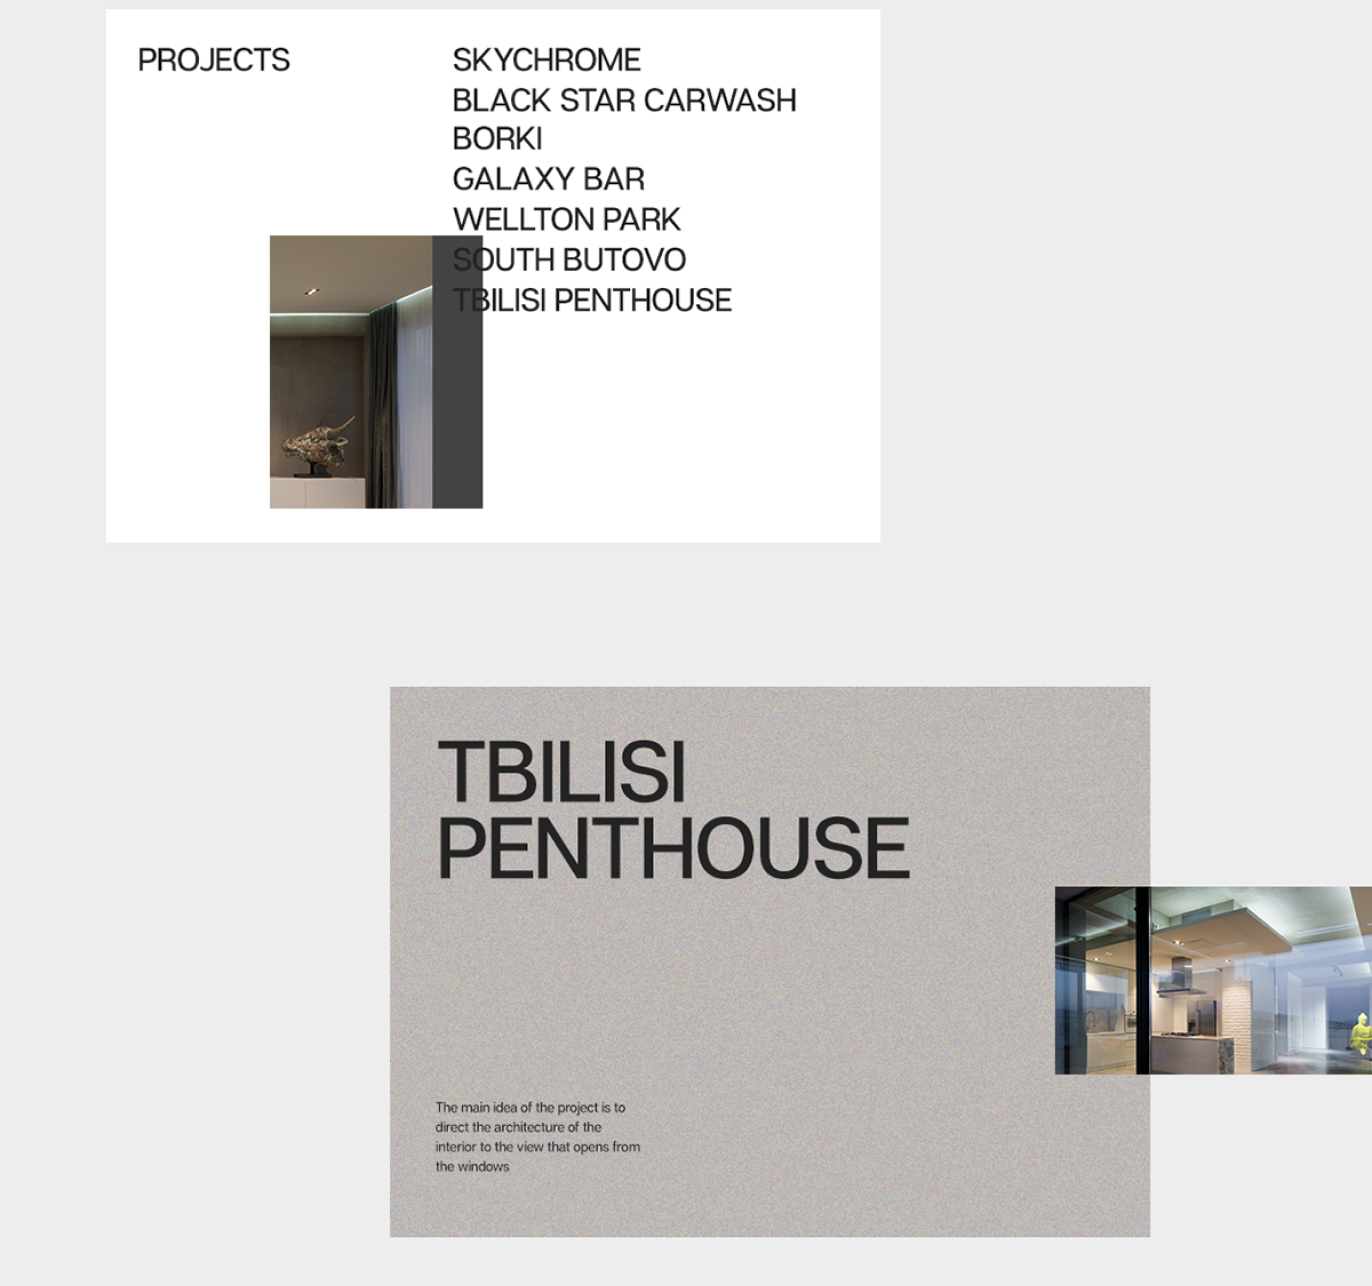 PROJECTS
SKYCHROME
BLACK STAR CARWASH
BORKI
GALAXY BAR
WELLTON PARK
SOUTH BUTOVO
TBILISI PENTHOUSE
TBILISI
PENTHOUSE
The main idea of the project is to
direct the architecture of the
interior to the view that opens from
the windows